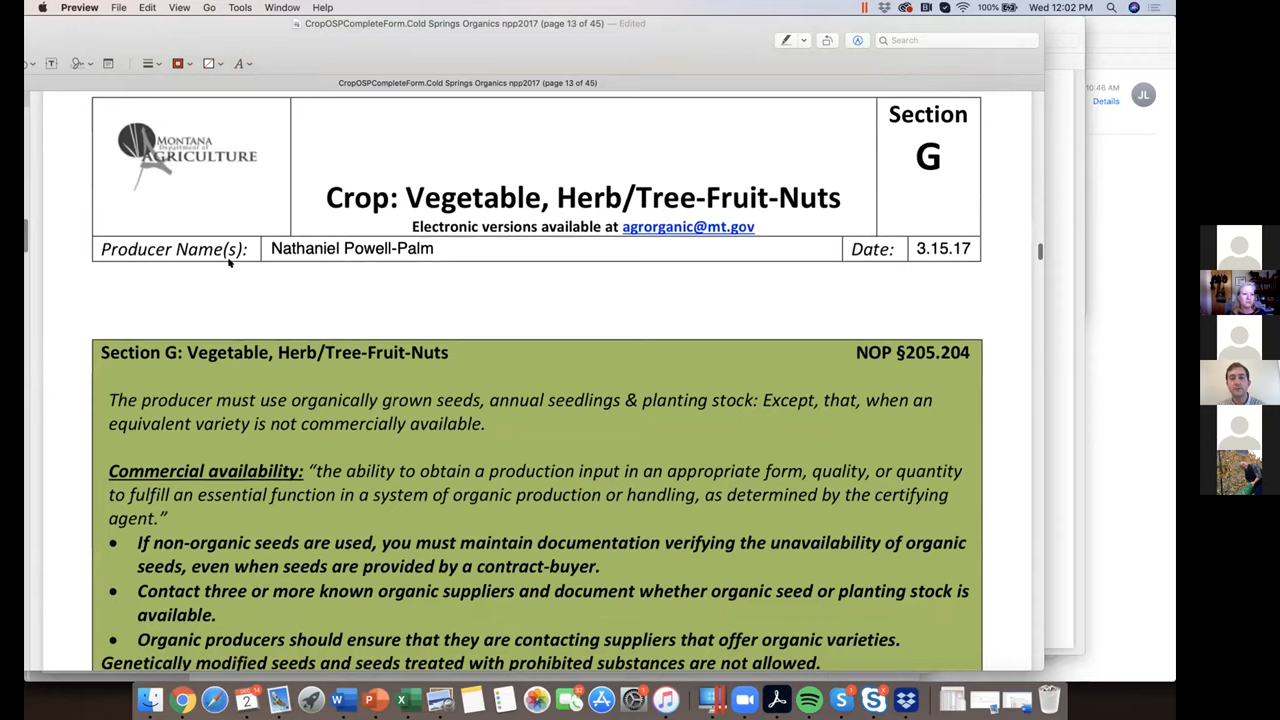 Preview File Edit View Go Tools Window Help 100% Wed 12:02 PM
CropOSPCompleteForm.Cold Springs Organics npp2017 (page 13 of 45) — Edited
Search
CropOSPCompleteForm.Cold Springs Organics npp2017 (page 13 of 45)
10:46 AM
Details
JL
MONTANA
Department of
AGRICULTURE
Section
G
Crop: Vegetable, Herb/Tree-Fruit-Nuts
Electronic versions available at agrorganic@mt.gov
Producer Name(s): Nathaniel Powell-Palm Date: 3.15.17
Section G: Vegetable, Herb/Tree-Fruit-Nuts NOP §205.204
The producer must use organically grown seeds, annual seedlings & planting stock: Except, that, when an
equivalent variety is not commercially available.
Commercial availability: “the ability to obtain a production input in an appropriate form, quality, or quantity
to fulfill an essential function in a system of organic production or handling, as determined by the certifying
agent.”
• If non-organic seeds are used, you must maintain documentation verifying the unavailability of organic
seeds, even when seeds are provided by a contract-buyer.
• Contact three or more known organic suppliers and document whether organic seed or planting stock is
available.
• Organic producers should ensure that they are contacting suppliers that offer organic varieties.
Genetically modified seeds and seeds treated with prohibited substances are not allowed.